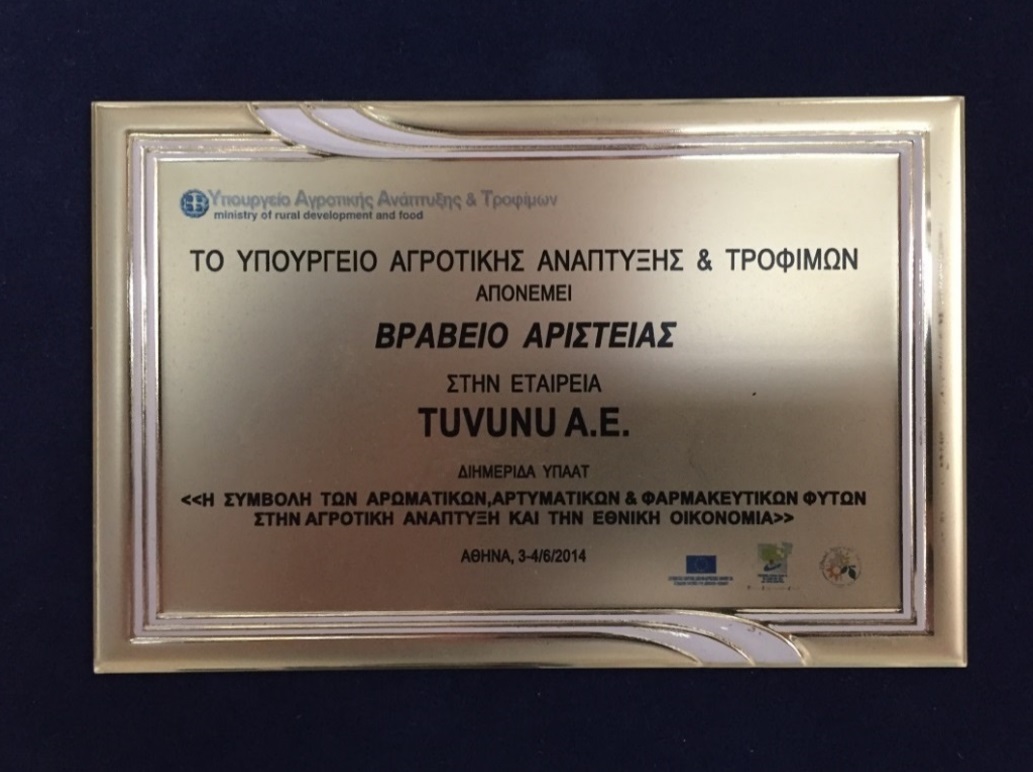 Υπουργείο Αγροτικής Ανάπτυξης & Τροφίμων
ministry of rural development and food
ΤΟ ΥΠΟΥΡΓΕΙΟ ΑΓΡΟΤΙΚΗΣ ΑΝΑΠΤΥΞΗΣ & ΤΡΟΦΙΜΩΝ
ΑΠΟΝΕΜΕΙ
ΒΡΑΒΕΙΟ ΑΡΙΣΤΕΙΑΣ
ΣΤΗΝ ΕΤΑΙΡΕΙΑ
TUVUNU A.E.
ΔΙΗΜΕΡΙΔΑ ΥΠΑΑΤ
<<Η ΣΥΜΒΟΛΗ ΤΩΝ ΑΡΩΜΑΤΙΚΩΝ,ΑΡΤΥΜΑΤΙΚΩΝ & ΦΑΡΜΑΚΕΥΤΙΚΩΝ ΦΥΤΩΝ
ΣΤΗΝ ΑΓΡΟΤΙΚΗ ΑΝΑΠΤΥΞΗ ΚΑΙ ΤΗΝ ΕΘΝΙΚΗ ΟΙΚΟΝΟΜΙΑ>>
ΑΘΗΝΑ, 3-4/6/2014